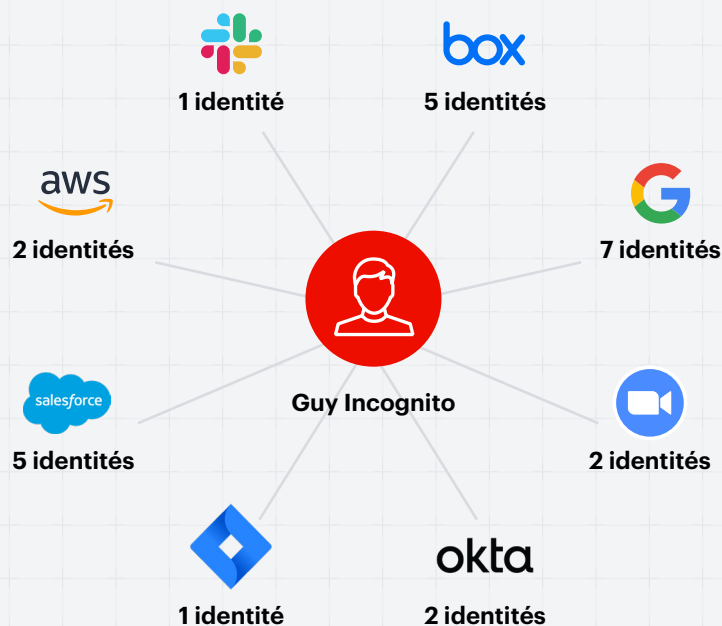 box
1 identité
5 identités
aws
2 identités
G
7 identités
Guy Incognito
salesforce
5 identités
2 identités
okta
1 identité
2 identités